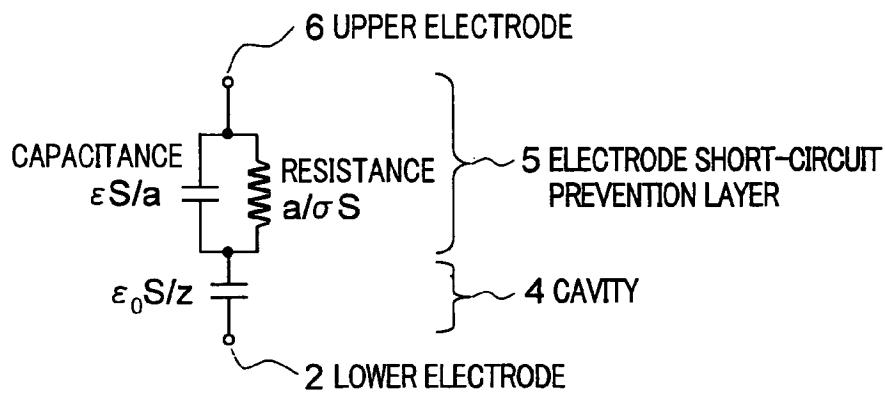 6 UPPER ELECTRODE
CAPACITANCE
εS/a
RESISTANCE
a/σS
5 ELECTRODE SHORT-CIRCUIT
PREVENTION LAYER
ε₀S/z
4 CAVITY
2 LOWER ELECTRODE